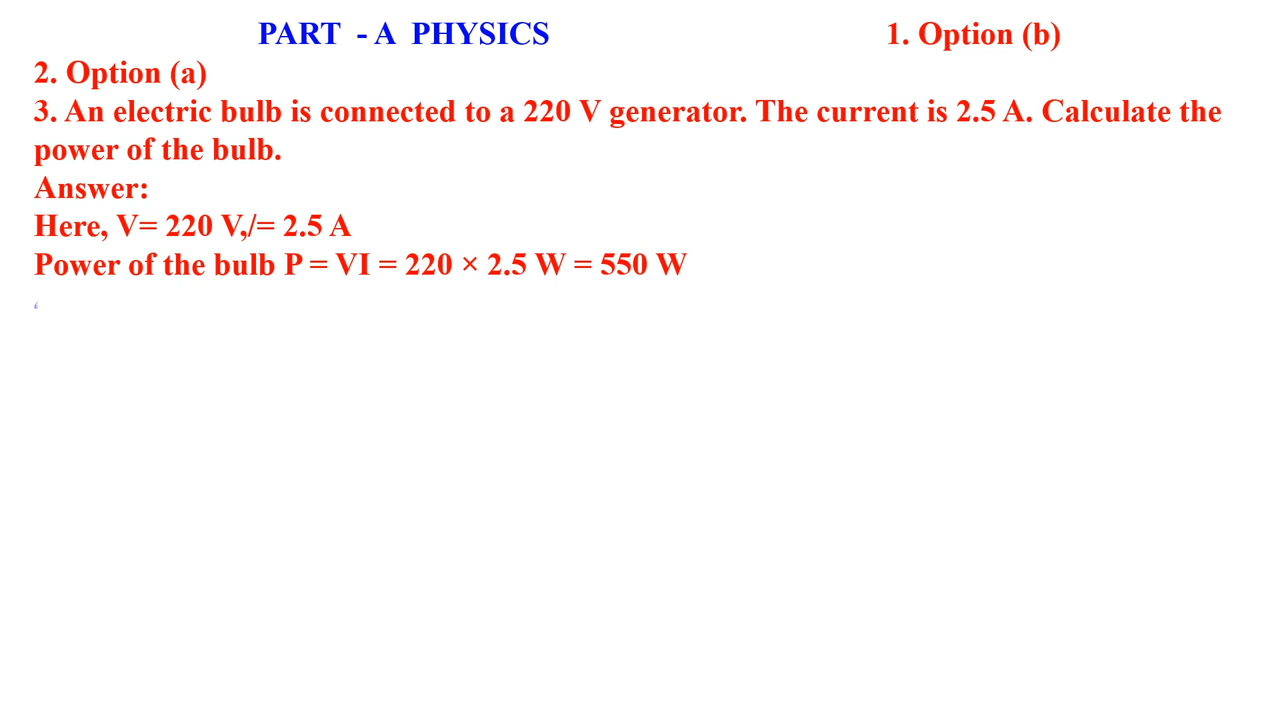 PART - A PHYSICS 1. Option (b)
2. Option (a)
3. An electric bulb is connected to a 220 V generator. The current is 2.5 A. Calculate the
power of the bulb.
Answer:
Here, V= 220 V,/= 2.5 A
Power of the bulb P = VI = 220 × 2.5 W = 550 W